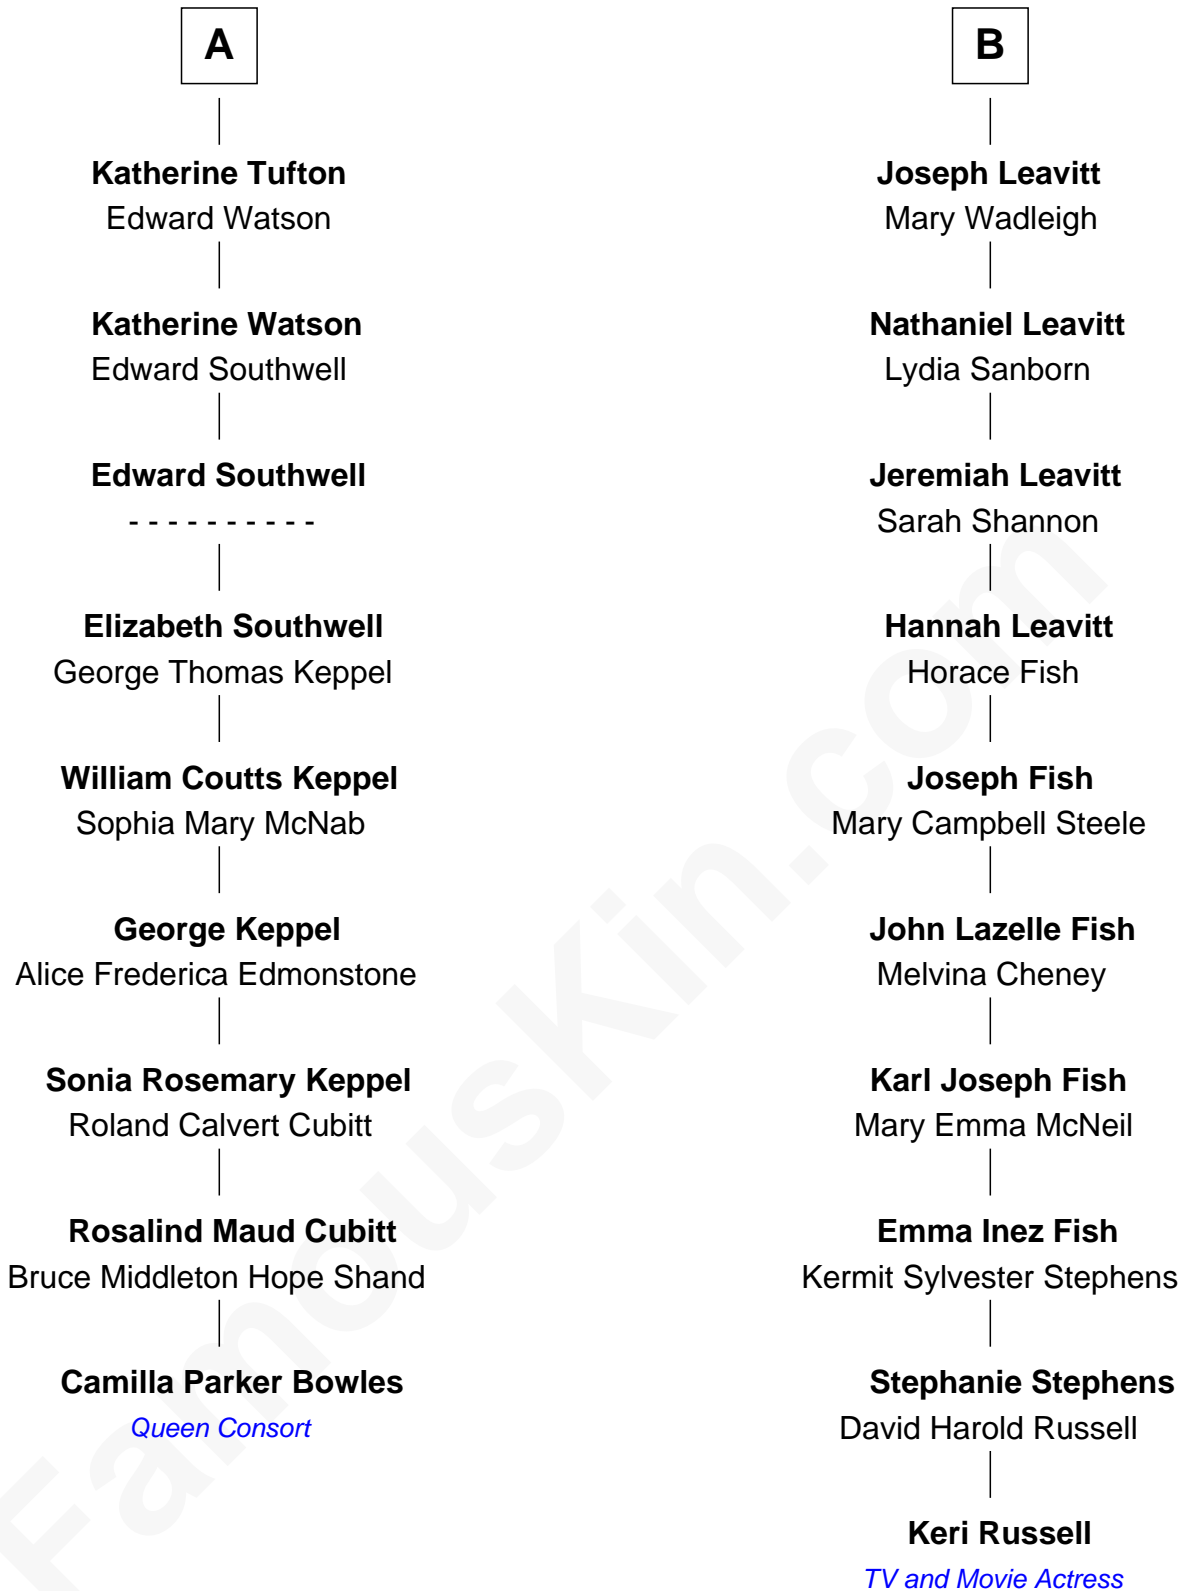 A
Katherine Tufton
Edward Watson
Katherine Watson
Edward Southwell
Edward Southwell
- - - - - - - - - -
Elizabeth Southwell
George Thomas Keppel
William Coutts Keppel
Sophia Mary McNab
George Keppel
Alice Frederica Edmonstone
Sonia Rosemary Keppel
Roland Calvert Cubitt
Rosalind Maud Cubitt
Bruce Middleton Hope Shand
Camilla Parker Bowles
Queen Consort
B
Joseph Leavitt
Mary Wadleigh
Nathaniel Leavitt
Lydia Sanborn
Jeremiah Leavitt
Sarah Shannon
Hannah Leavitt
Horace Fish
Joseph Fish
Mary Campbell Steele
John Lazelle Fish
Melvina Cheney
Karl Joseph Fish
Mary Emma McNeil
Emma Inez Fish
Kermit Sylvester Stephens
Stephanie Stephens
David Harold Russell
Keri Russell
TV and Movie Actress
FamousKin.com